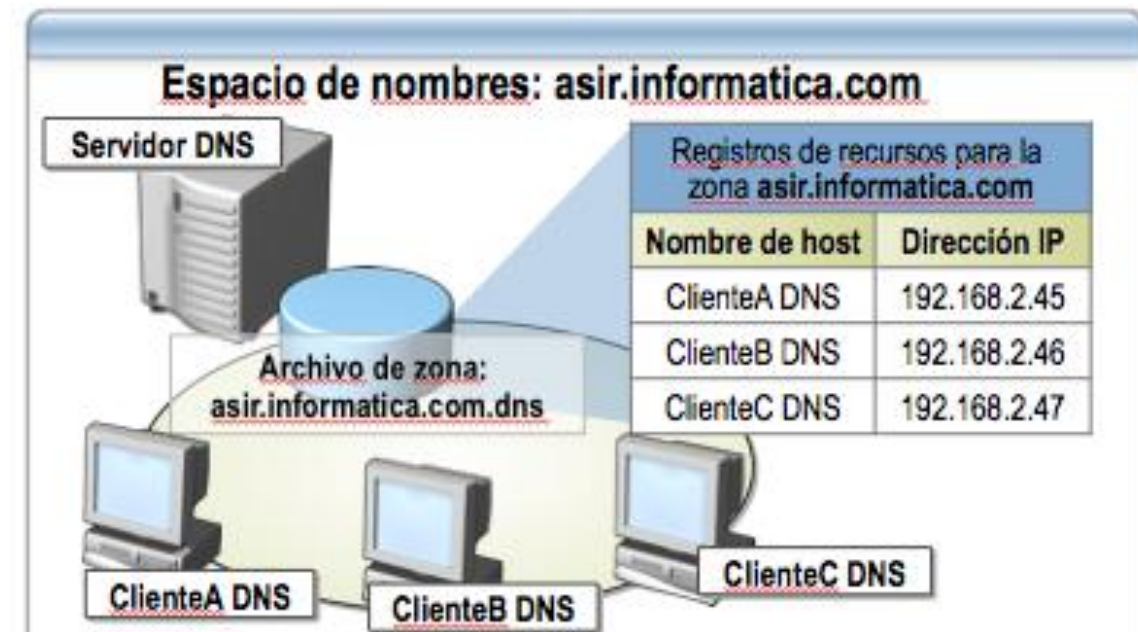 Espacio de nombres: asir.informatica.com
Servidor DNS
Registros de recursos para la
zona asir.informatica.com
Nombre de host Dirección IP
ClienteA DNS 192.168.2.45
ClienteB DNS 192.168.2.46
ClienteC DNS 192.168.2.47
Archivo de zona:
asir.informatica.com.dns
ClienteA DNS
ClienteB DNS
ClienteC DNS